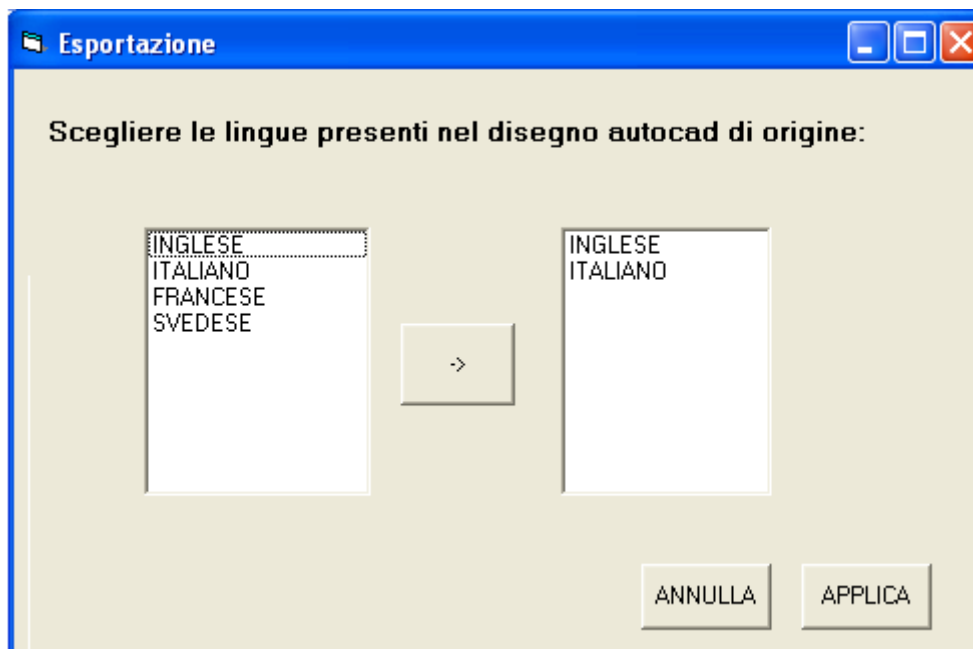 Esportazione
Scegliere le lingue presenti nel disegno autocad di origine:
INGLESE
ITALIANO
FRANCESE
SVEDESE
->
INGLESE
ITALIANO
ANNULLA
APPLICA